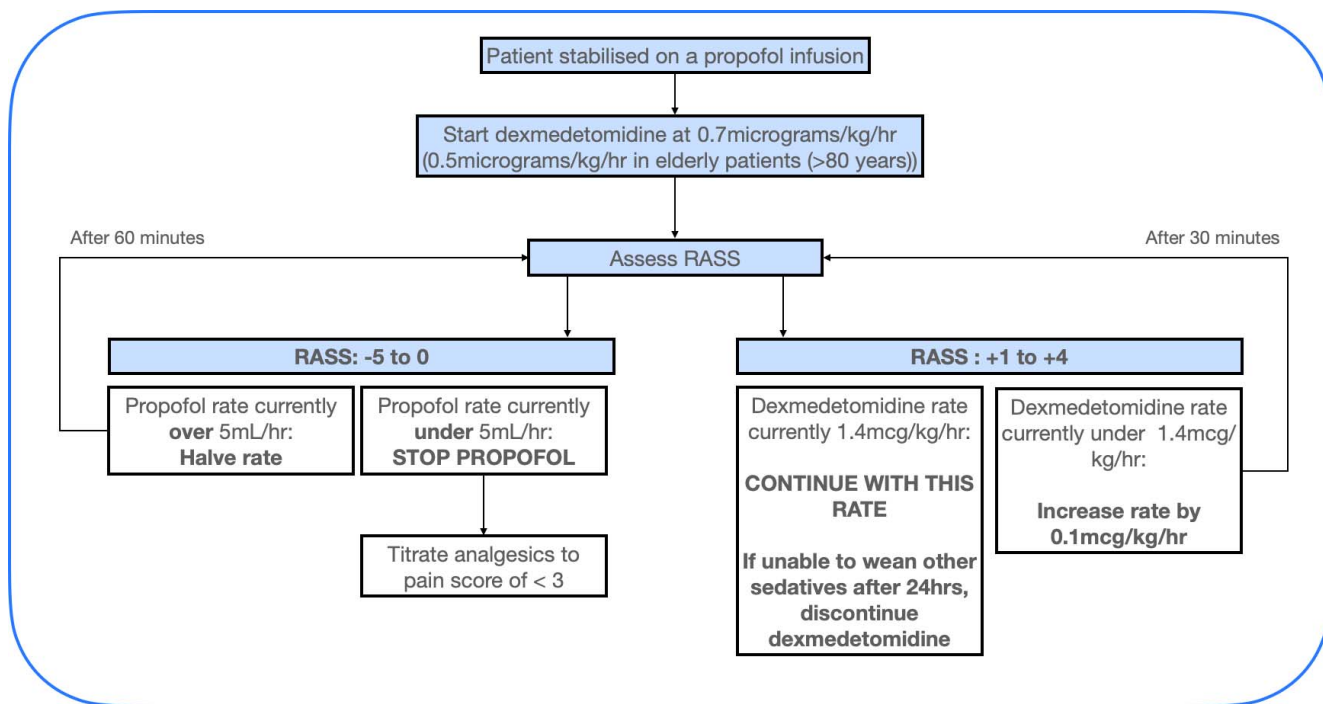 Patient stabilised on a propofol infusion
Start dexmedetomidine at 0.7micrograms/kg/hr
(0.5micrograms/kg/hr in elderly patients (>80 years))
After 60 minutes
After 30 minutes
Assess RASS
RASS: -5 to 0
Propofol rate currently
over 5mL/hr:
Halve rate
Propofol rate currently
under 5mL/hr:
STOP PROPOFOL
Titrate analgesics to
pain score of < 3
RASS : +1 to +4
Dexmedetomidine rate
currently 1.4mcg/kg/hr:
CONTINUE WITH THIS
RATE
If unable to wean other
sedatives after 24hrs,
discontinue
dexmedetomidine
Dexmedetomidine rate
currently under 1.4mcg/
kg/hr:
Increase rate by
0.1mcg/kg/hr